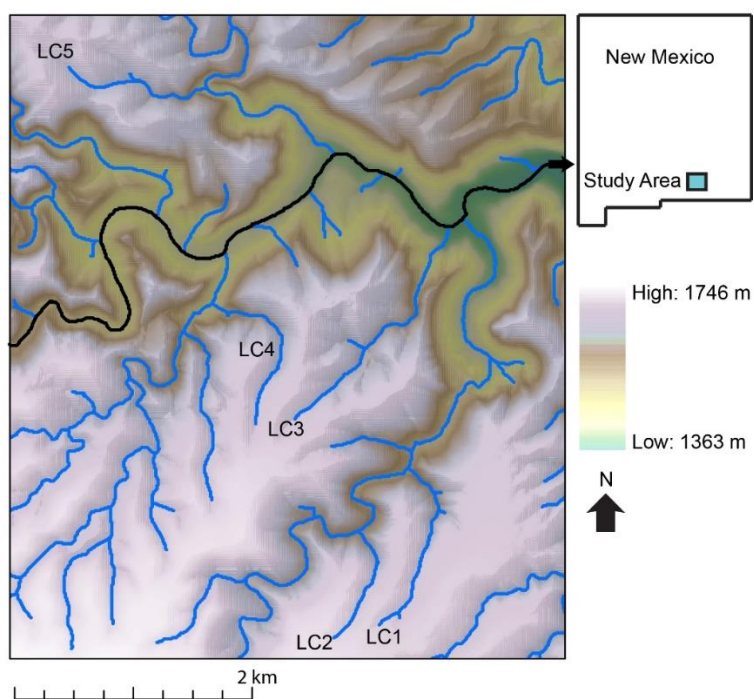 LC5
New Mexico
Study Area
High: 1746 m
LC4
LC3
Low: 1363 m
N
LC2
LC1
2 km